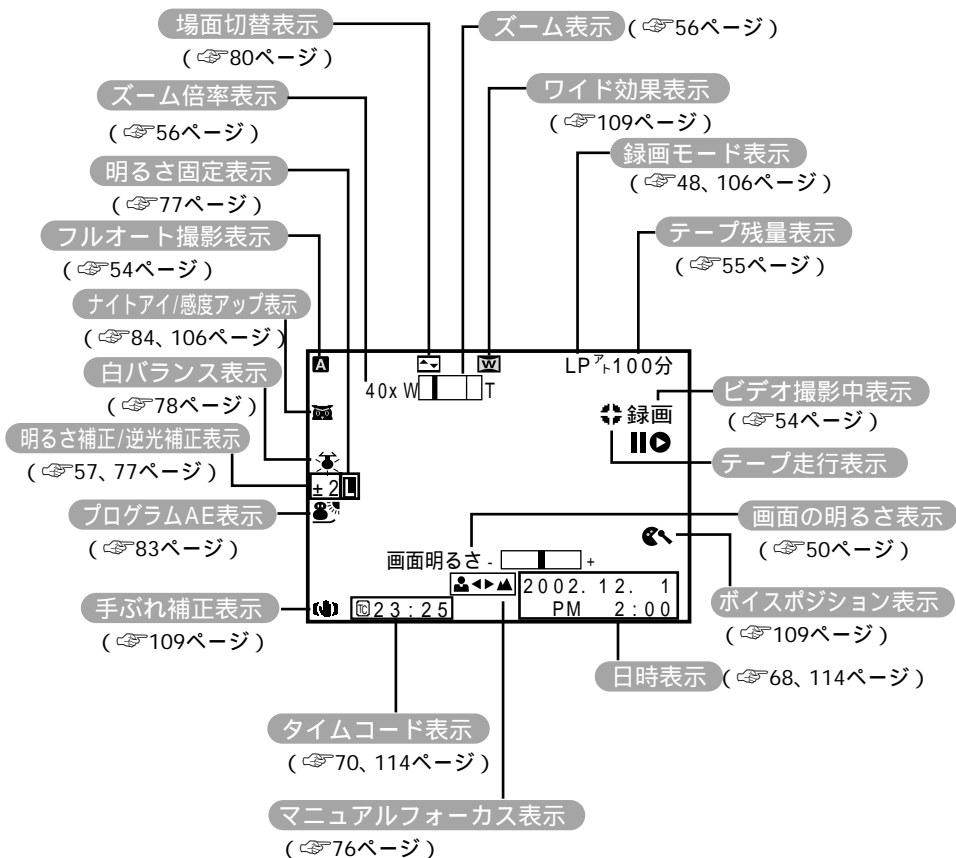 場面切替表示
(☞80ページ)
ズーム表示 (☞56ページ)
ズーム倍率表示
(☞56ページ)
ワイド効果表示
(☞109ページ)
録画モード表示
(☞48、106ページ)
明るさ固定表示
(☞77ページ)
テープ残量表示
(☞55ページ)
フルオート撮影表示
(☞54ページ)
ナイトアイ/感度アップ表示
(☞84、106ページ)
白バランス表示
(☞78ページ)
明るさ補正/逆光補正表示
(☞57、77ページ)
プログラムAE表示
(☞83ページ)
手ぶれ補正表示
(☞109ページ)
A
W
LP アト100分
40x W T
録画
±2 L
画面明るさ - +
2002.12. 1
PM 2:00
TC 23:25
ビデオ撮影中表示
(☞54ページ)
テープ走行表示
画面の明るさ表示
(☞50ページ)
ボイスポジション表示
(☞109ページ)
日時表示 (☞68、114ページ)
タイムコード表示
(☞70、114ページ)
マニュアルフォーカス表示
(☞76ページ)